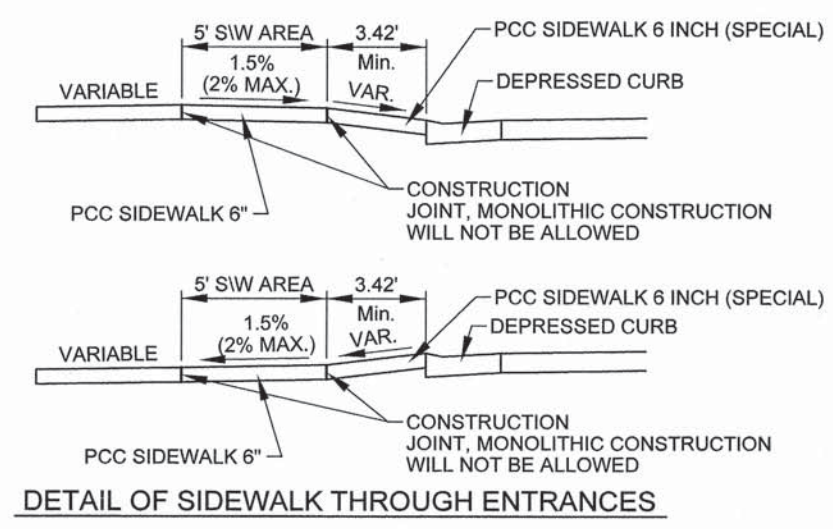 5' S\W AREA
3.42'
Min.
PCC SIDEWALK 6 INCH (SPECIAL)
1.5%
(2% MAX.)
VAR.
VARIABLE
DEPRESSED CURB
PCC SIDEWALK 6"
CONSTRUCTION
JOINT, MONOLITHIC CONSTRUCTION
WILL NOT BE ALLOWED
5' S\W AREA
3.42'
Min.
PCC SIDEWALK 6 INCH (SPECIAL)
1.5%
(2% MAX.)
VAR.
DEPRESSED CURB
VARIABLE
PCC SIDEWALK 6"
CONSTRUCTION
JOINT, MONOLITHIC CONSTRUCTION
WILL NOT BE ALLOWED
DETAIL OF SIDEWALK THROUGH ENTRANCES